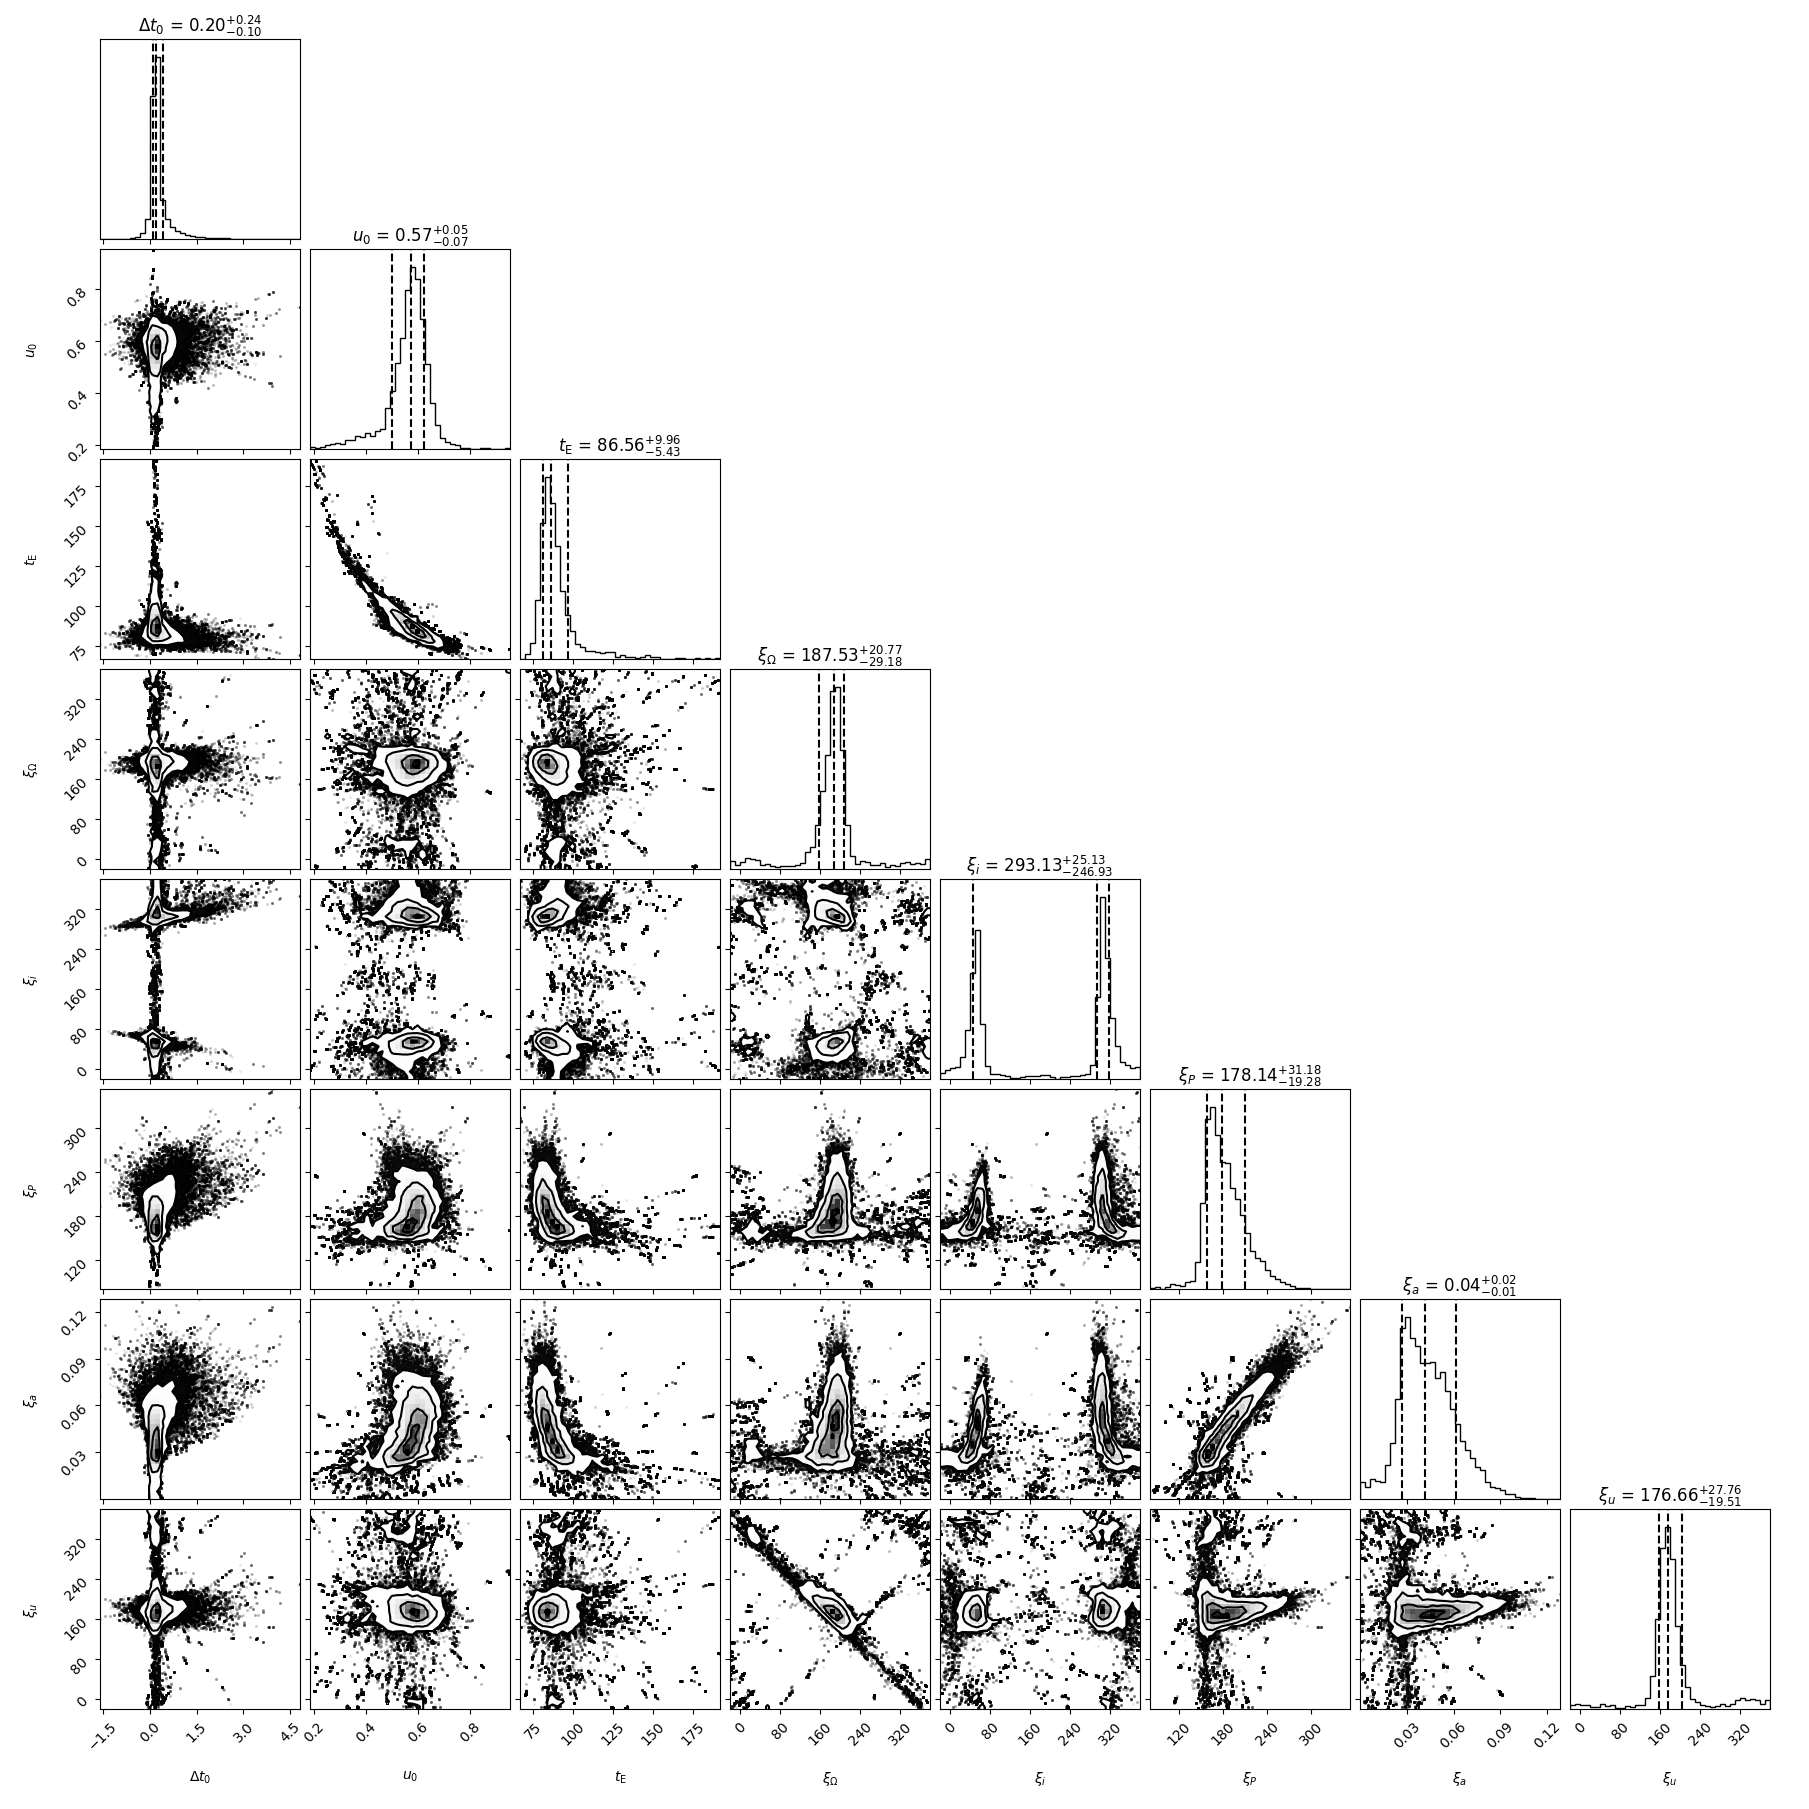 Δt₀ = 0.20⁺⁰·²⁴₋₀.₁₀
u₀ = 0.57⁺⁰·⁰⁵₋₀.₀₇
0.8
0.6
0.4
0.2
u₀
t_E = 86.56⁺⁹·⁹⁶₋₅.₄₃
175
150
125
100
75
t_E
ξ_Ω = 187.53⁺²⁰·⁷⁷₋₂₉.₁₈
320
240
160
80
0
ξ_Ω
ξ_i = 293.13⁺²⁵·¹³₋₂₄₆.₉₃
320
240
160
80
0
ξ_i
ξ_P = 178.14⁺³¹·¹⁸₋₁₉.₂₈
300
240
180
120
ξ_P
ξ_a = 0.04⁺⁰·⁰²₋₀.₀₁
0.12
0.09
0.06
0.03
ξ_a
ξ_u = 176.66⁺²⁷·⁷⁶₋₁₉.₅₁
320
240
160
80
0
ξ_u
−1.5 0.0 1.5 3.0 4.5 0.2 0.4 0.6 0.8 75 100 125 150 175 0 80 160 240 320 0 80 160 240 320 120 180 240 300 0.03 0.06 0.09 0.12 0 80 160 240 320
Δt₀ u₀ t_E ξ_Ω ξ_i ξ_P ξ_a ξ_u